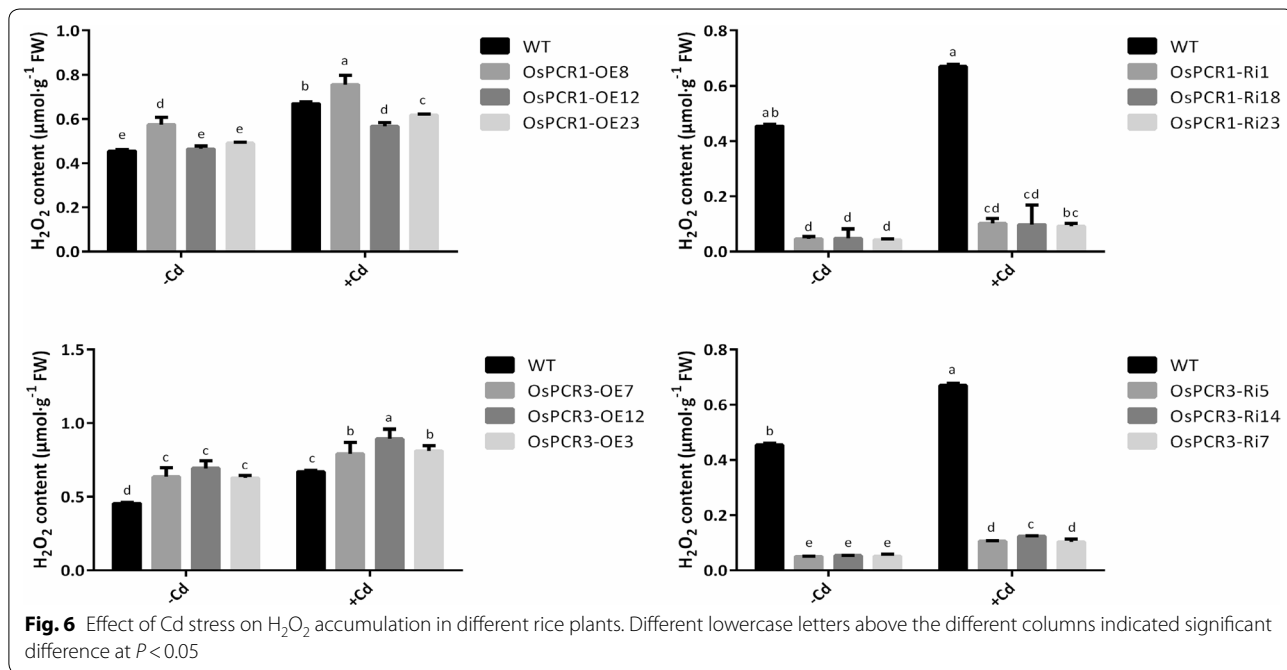 H₂O₂ content (μmol·g⁻¹ FW)
1.0
0.8
0.6
0.4
0.2
0.0
e
d
e
e
b
a
d
c
-Cd
+Cd
WT
OsPCR1-OE8
OsPCR1-OE12
OsPCR1-OE23
H₂O₂ content (μmol·g⁻¹ FW)
0.8
0.6
0.4
0.2
0.0
ab
d
d
d
a
cd
cd
bc
-Cd
+Cd
WT
OsPCR1-Ri1
OsPCR1-Ri18
OsPCR1-Ri23
H₂O₂ content (μmol·g⁻¹ FW)
1.5
1.0
0.5
0.0
d
c
c
c
c
b
a
b
-Cd
+Cd
WT
OsPCR3-OE7
OsPCR3-OE12
OsPCR3-OE3
H₂O₂ content (μmol·g⁻¹ FW)
0.8
0.6
0.4
0.2
0.0
b
e
e
e
a
d
c
d
-Cd
+Cd
WT
OsPCR3-Ri5
OsPCR3-Ri14
OsPCR3-Ri7
Fig. 6 Effect of Cd stress on H₂O₂ accumulation in different rice plants. Different lowercase letters above the different columns indicated significant
difference at P < 0.05